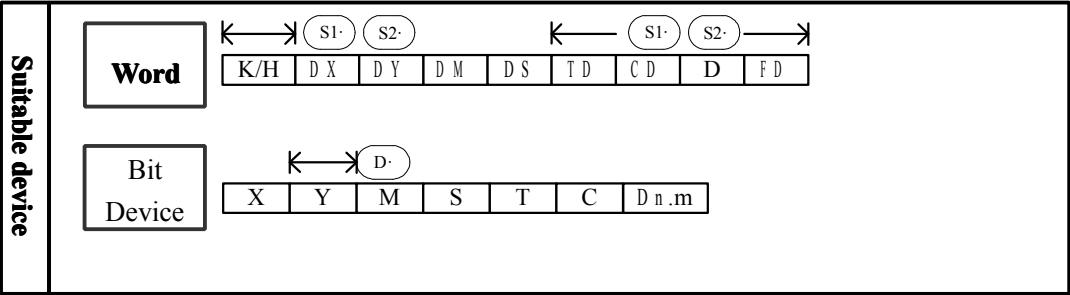 Suitable device
S1· S2· S1· S2·
Word
K/H DX DY DM DS TD CD D FD
Bit
Device
D·
X Y M S T C Dn.m